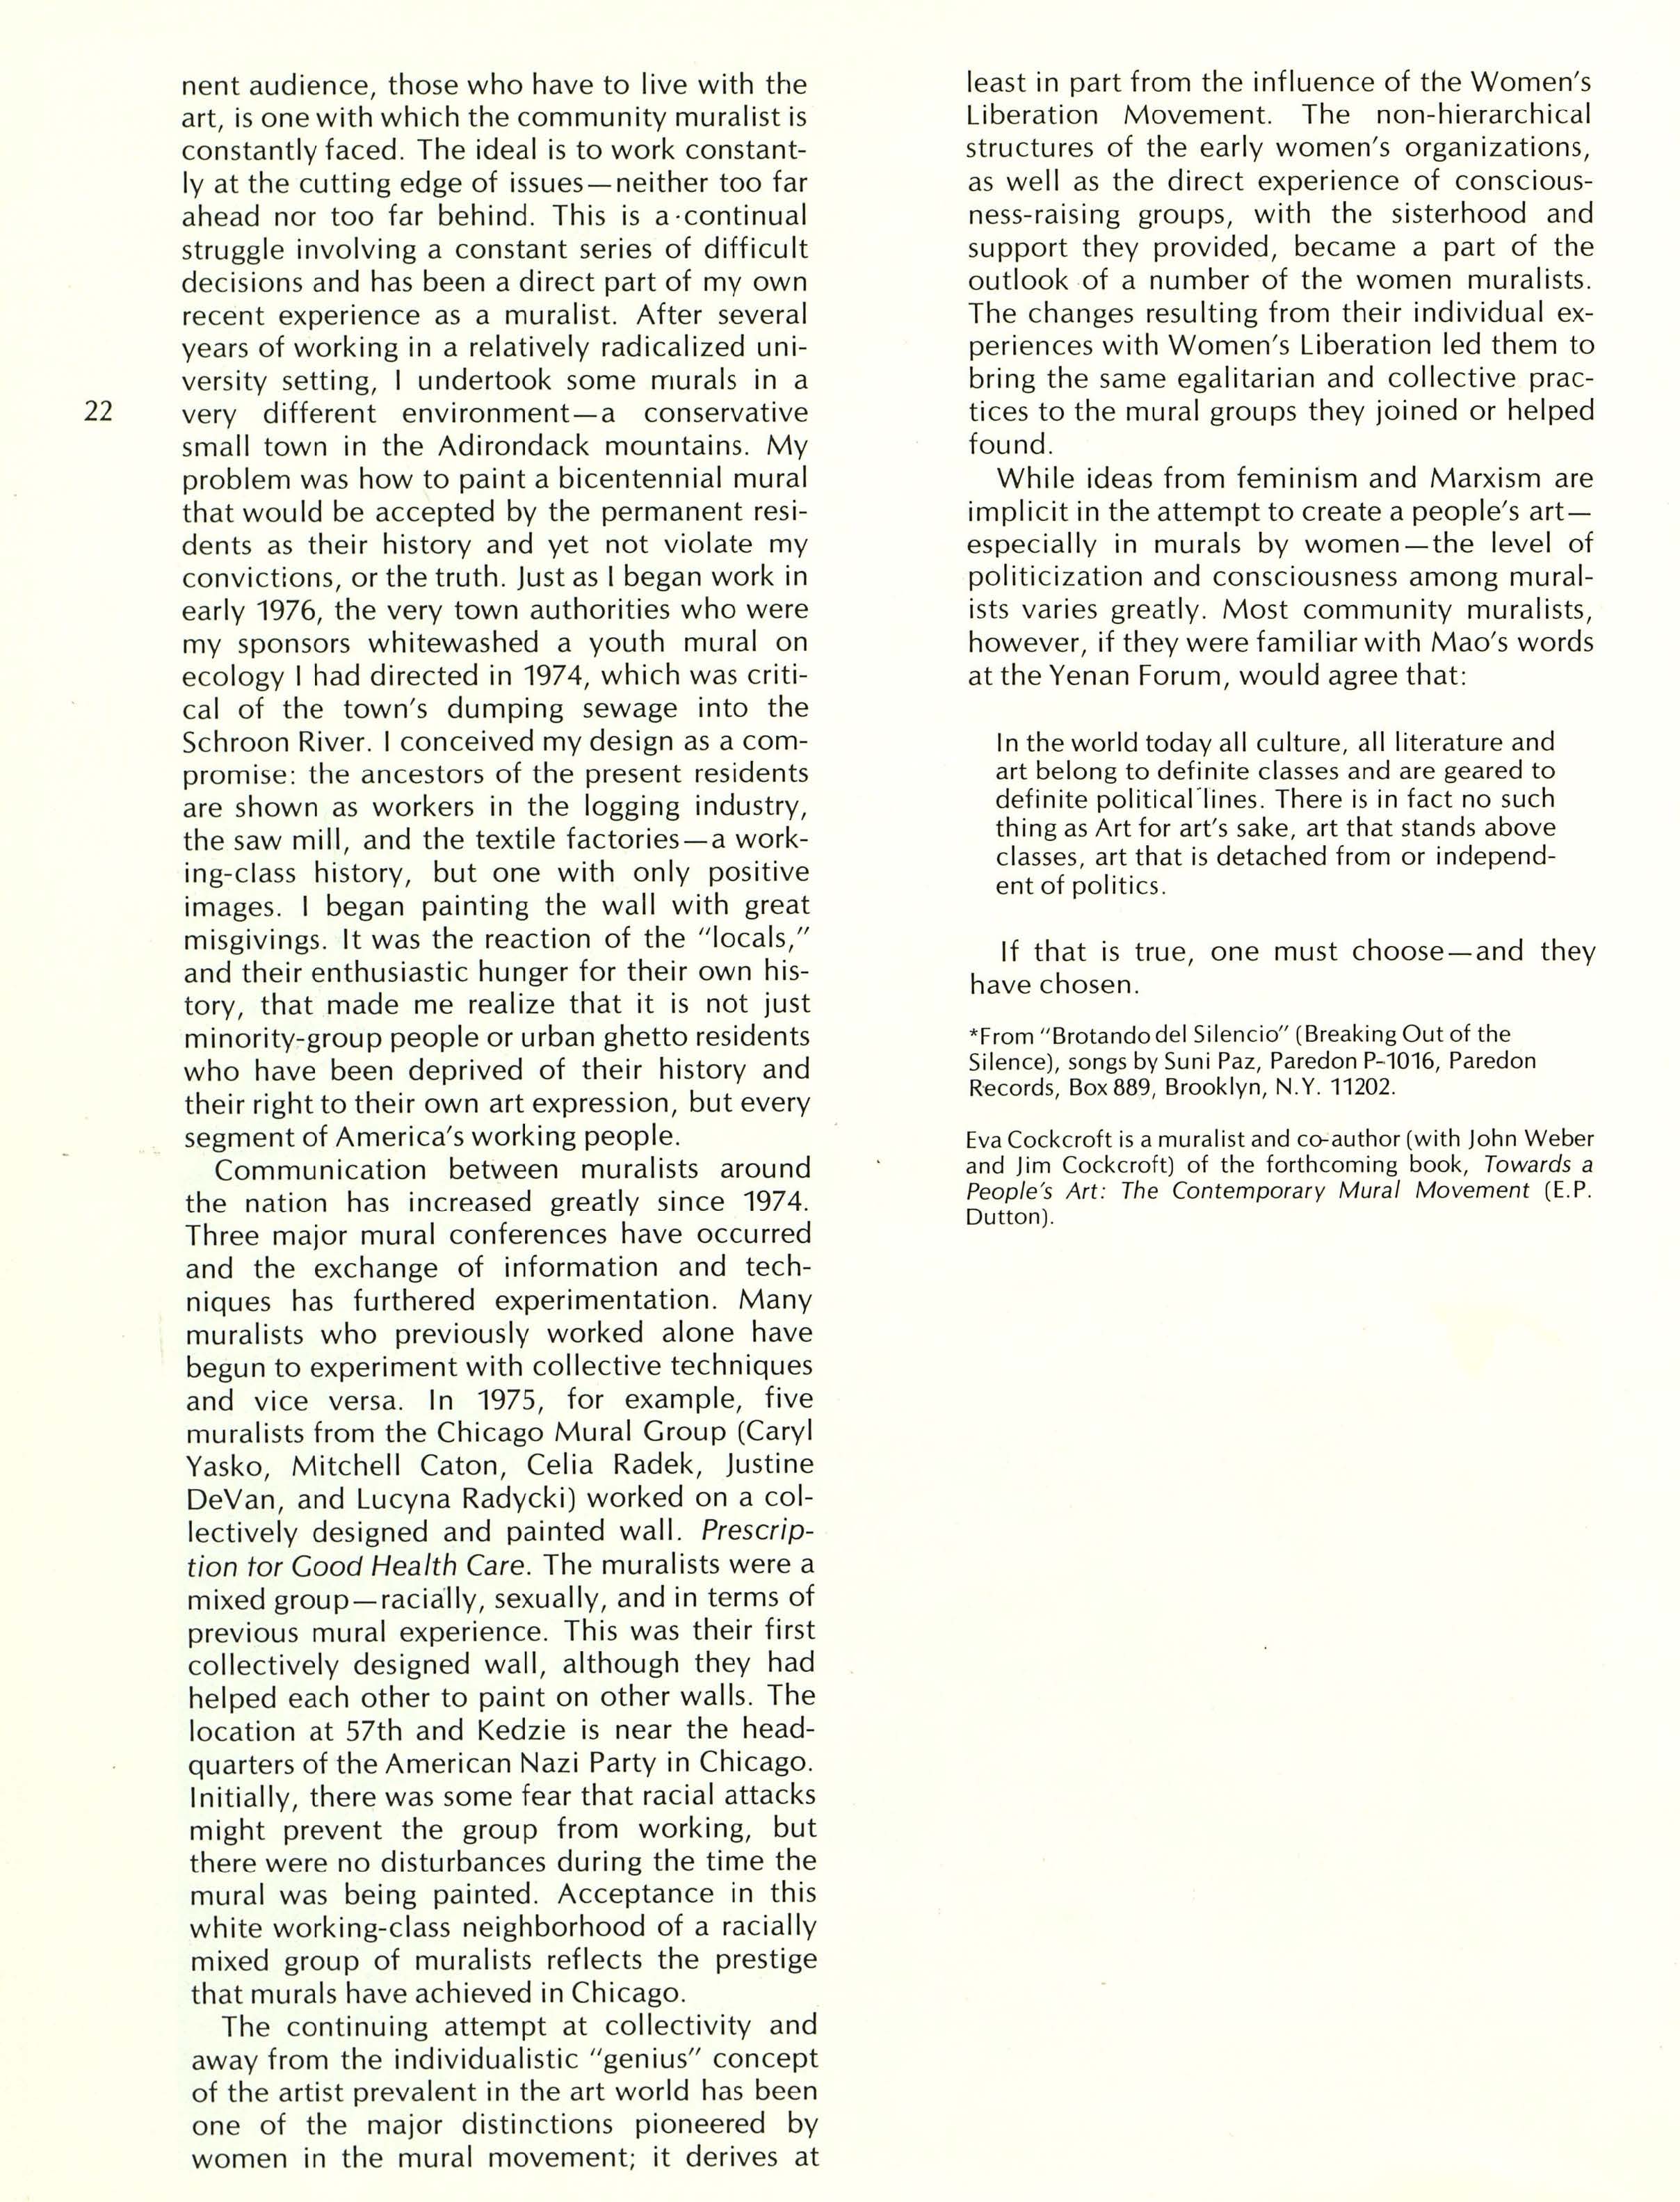 nent audience, those who have to live with the
art, is one with which the community muralist is
constantly faced. The ideal is to work constant-
ly at the cutting edge of issues—neither too far
ahead nor too far behind. This is a continual
struggle involving a constant series of difficult
decisions and has been a direct part of my own
recent experience as a muralist. After several
years of working in a relatively radicalized uni-
versity setting, I undertook some murals in a
22
very different environment—a conservative
small town in the Adirondack mountains. My
problem was how to paint a bicentennial mural
that would be accepted by the permanent resi-
dents as their history and yet not violate my
convictions, or the truth. Just as I began work in
early 1976, the very town authorities who were
my sponsors whitewashed a youth mural on
ecology I had directed in 1974, which was criti-
cal of the town's dumping sewage into the
Schroon River. I conceived my design as a com-
promise: the ancestors of the present residents
are shown as workers in the logging industry,
the saw mill, and the textile factories—a work-
ing-class history, but one with only positive
images. I began painting the wall with great
misgivings. It was the reaction of the "locals,"
and their enthusiastic hunger for their own his-
tory, that made me realize that it is not just
minority-group people or urban ghetto residents
who have been deprived of their history and
their right to their own art expression, but every
segment of America's working people.
Communication between muralists around
the nation has increased greatly since 1974.
Three major mural conferences have occurred
and the exchange of information and tech-
niques has furthered experimentation. Many
muralists who previously worked alone have
begun to experiment with collective techniques
and vice versa. In 1975, for example, five
muralists from the Chicago Mural Group (Caryl
Yasko, Mitchell Caton, Celia Radek, Justine
DeVan, and Lucyna Radycki) worked on a col-
lectively designed and painted wall. Prescrip-
tion for Good Health Care. The muralists were a
mixed group—racially, sexually, and in terms of
previous mural experience. This was their first
collectively designed wall, although they had
helped each other to paint on other walls. The
location at 57th and Kedzie is near the head-
quarters of the American Nazi Party in Chicago.
Initially, there was some fear that racial attacks
might prevent the group from working, but
there were no disturbances during the time the
mural was being painted. Acceptance in this
white working-class neighborhood of a racially
mixed group of muralists reflects the prestige
that murals have achieved in Chicago.
The continuing attempt at collectivity and
away from the individualistic "genius" concept
of the artist prevalent in the art world has been
one of the major distinctions pioneered by
women in the mural movement; it derives at
least in part from the influence of the Women's
Liberation Movement. The non-hierarchical
structures of the early women's organizations,
as well as the direct experience of conscious-
ness-raising groups, with the sisterhood and
support they provided, became a part of the
outlook of a number of the women muralists.
The changes resulting from their individual ex-
periences with Women's Liberation led them to
bring the same egalitarian and collective prac-
tices to the mural groups they joined or helped
found.
While ideas from feminism and Marxism are
implicit in the attempt to create a people's art—
especially in murals by women—the level of
politicization and consciousness among mural-
ists varies greatly. Most community muralists,
however, if they were familiar with Mao's words
at the Yenan Forum, would agree that:
In the world today all culture, all literature and
art belong to definite classes and are geared to
definite political lines. There is in fact no such
thing as Art for art's sake, art that stands above
classes, art that is detached from or independ-
ent of politics.
If that is true, one must choose—and they
have chosen.
*From "Brotando del Silencio" (Breaking Out of the
Silence), songs by Suni Paz, Paredon P-1016, Paredon
Records, Box 889, Brooklyn, N.Y. 11202.
Eva Cockcroft is a muralist and co-author (with John Weber
and Jim Cockcroft) of the forthcoming book, Towards a
People's Art: The Contemporary Mural Movement (E.P.
Dutton).